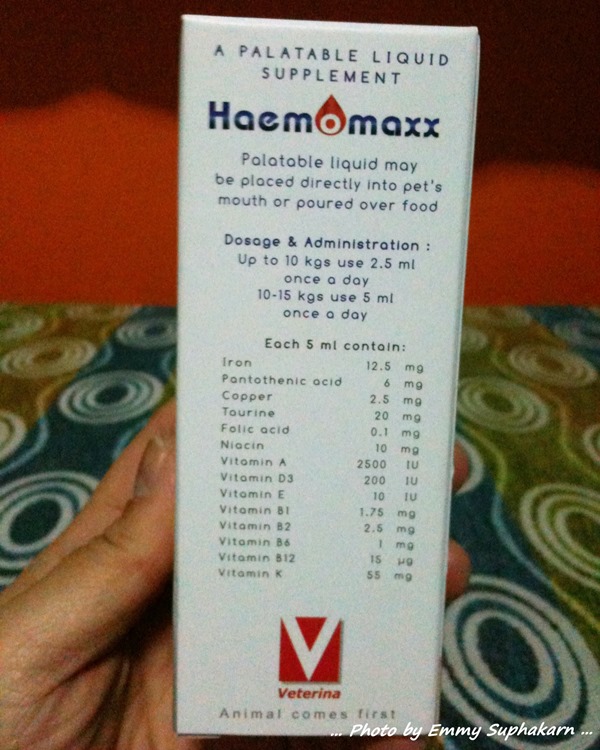 A PALATABLE LIQUID
SUPPLEMENT
Haemomaxx
Palatable liquid may
be placed directly into pet's
mouth or poured over food
Dosage & Administration :
Up to 10 kgs use 2.5 ml
once a day
10-15 kgs use 5 ml
once a day
Each 5 ml contain:
Iron 12.5 mg
Pantothenic acid 6 mg
Copper 2.5 mg
Taurine 20 mg
Folic acid 0.1 mg
Niacin 10 mg
Vitamin A 2500 IU
Vitamin D3 200 IU
Vitamin E 10 IU
Vitamin B1 1.75 mg
Vitamin B2 2.5 mg
Vitamin B6 1 mg
Vitamin B12 15 µg
Vitamin K 55 mg
V
Veterina
Animal comes first
... Photo by Emmy Suphakarn ...